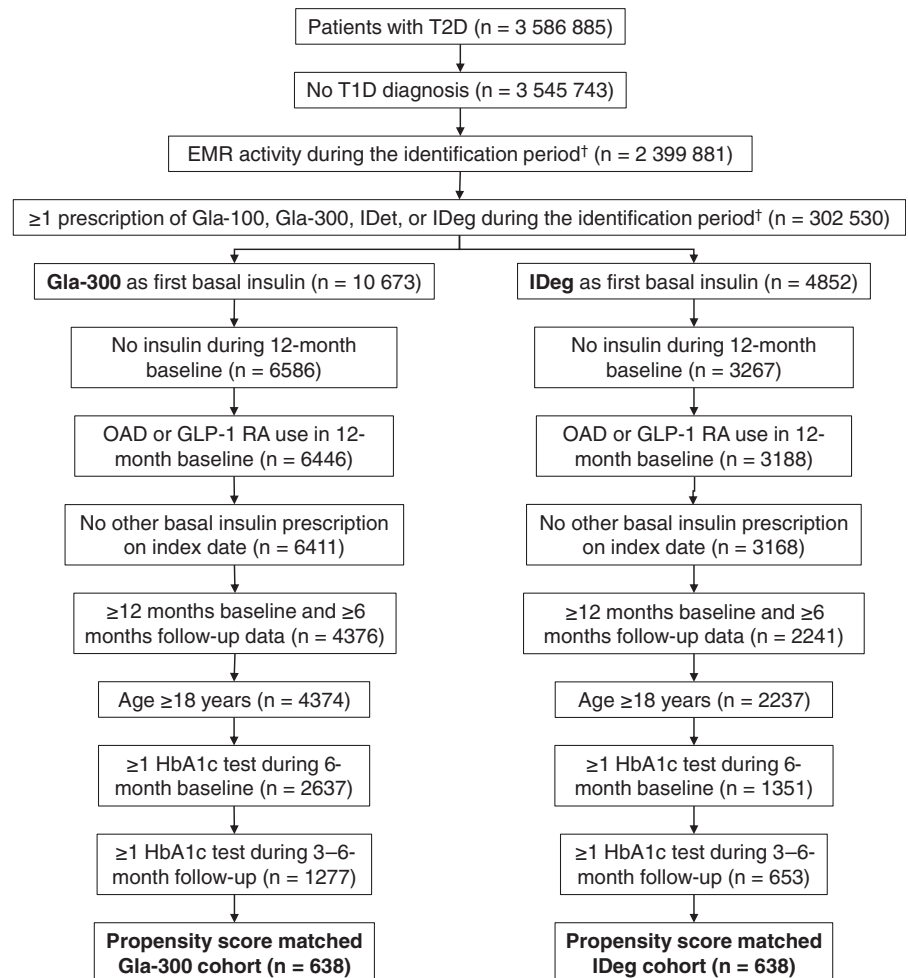 Patients with T2D (n = 3 586 885)
No T1D diagnosis (n = 3 545 743)
EMR activity during the identification period† (n = 2 399 881)
≥1 prescription of Gla-100, Gla-300, IDet, or IDeg during the identification period† (n = 302 530)
Gla-300 as first basal insulin (n = 10 673)
No insulin during 12-month
baseline (n = 6586)
OAD or GLP-1 RA use in 12-
month baseline (n = 6446)
No other basal insulin prescription
on index date (n = 6411)
≥12 months baseline and ≥6
months follow-up data (n = 4376)
Age ≥18 years (n = 4374)
≥1 HbA1c test during 6-
month baseline (n = 2637)
≥1 HbA1c test during 3–6-
month follow-up (n = 1277)
Propensity score matched
Gla-300 cohort (n = 638)
IDeg as first basal insulin (n = 4852)
No insulin during 12-month
baseline (n = 3267)
OAD or GLP-1 RA use in 12-
month baseline (n = 3188)
No other basal insulin prescription
on index date (n = 3168)
≥12 months baseline and ≥6
months follow-up data (n = 2241)
Age ≥18 years (n = 2237)
≥1 HbA1c test during 6-
month baseline (n = 1351)
≥1 HbA1c test during 3–6-
month follow-up (n = 653)
Propensity score matched
IDeg cohort (n = 638)